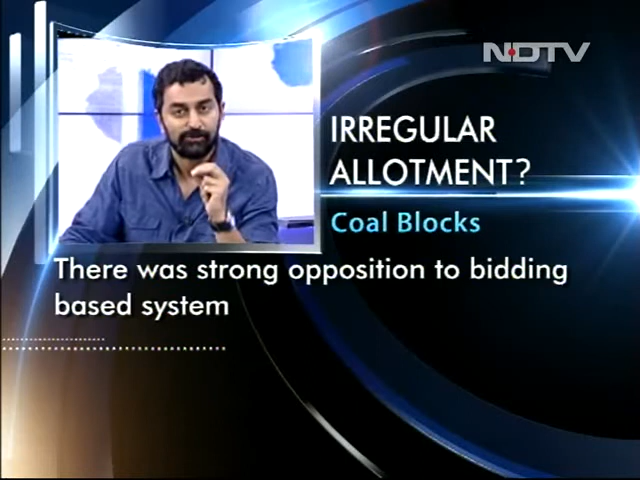 NDTV
IRREGULAR
ALLOTMENT?
Coal Blocks
There was strong opposition to bidding
based system